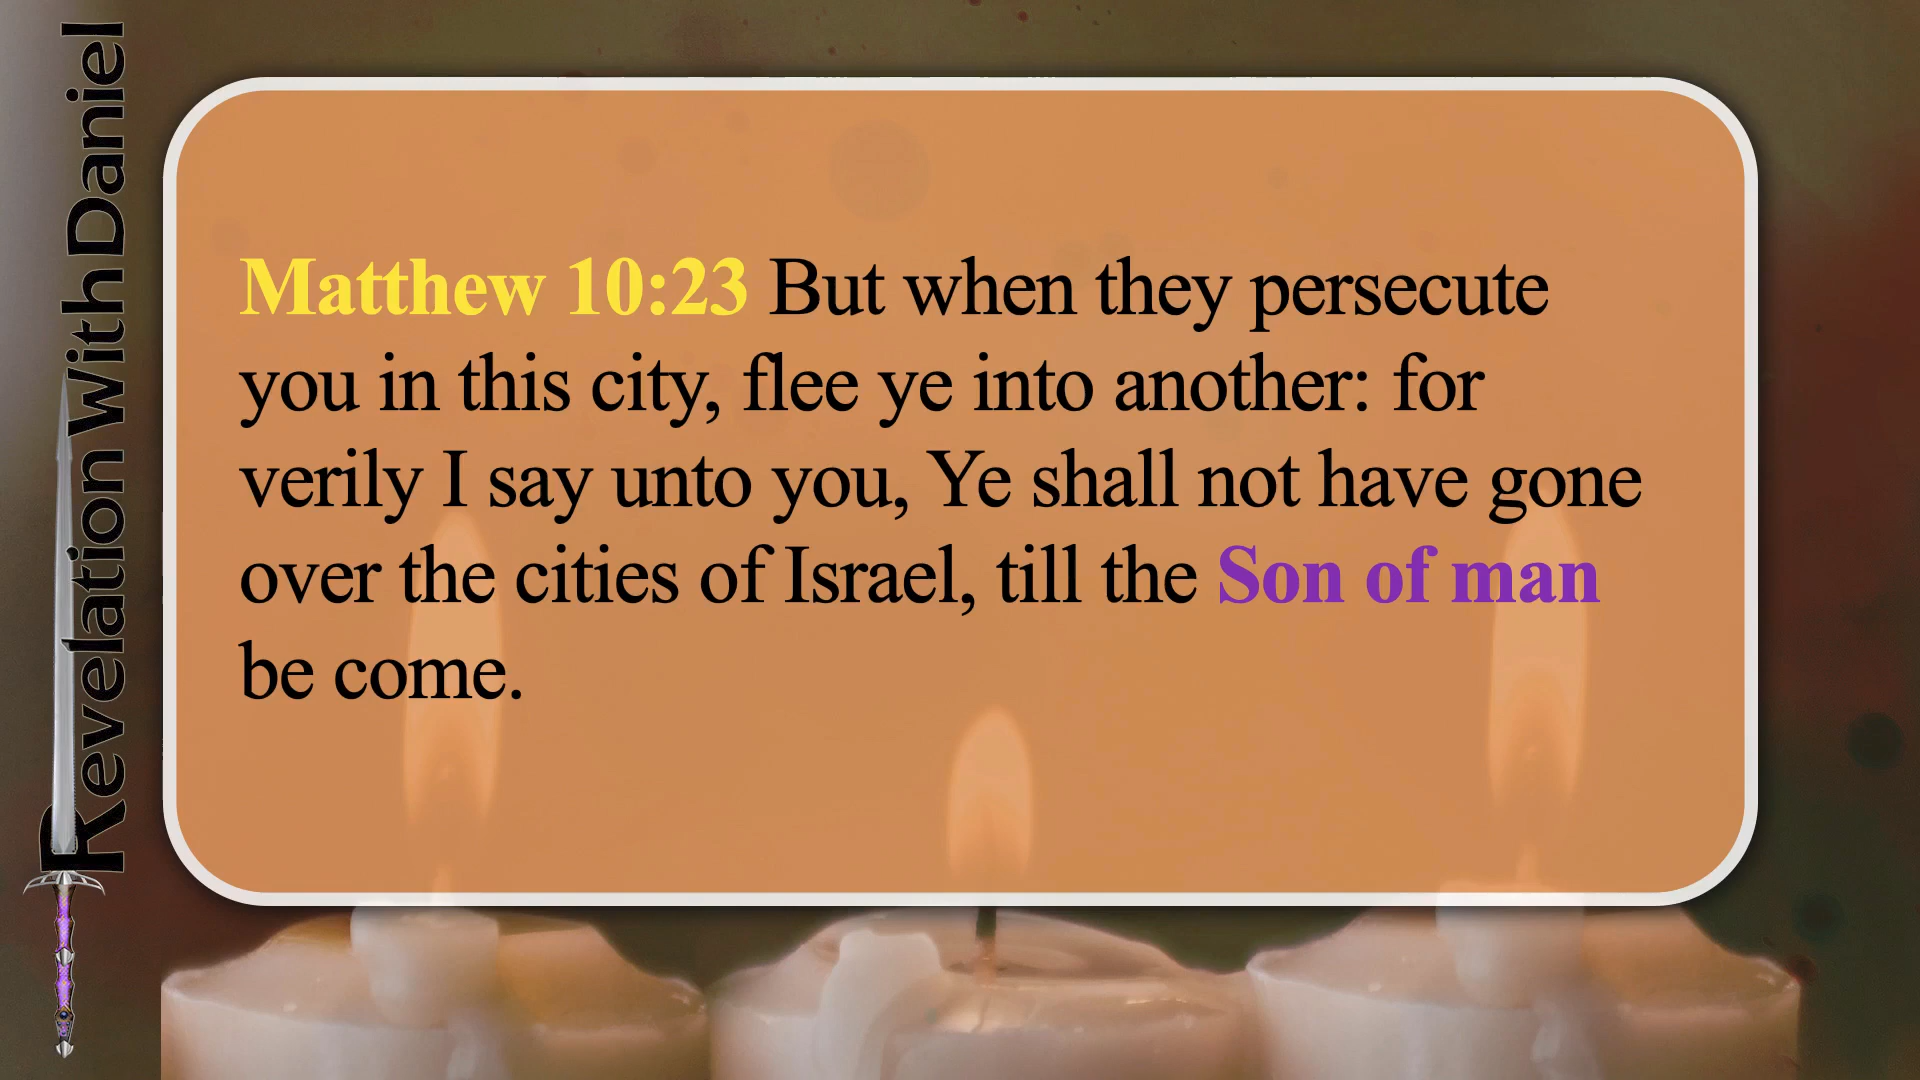 Revelation With Daniel
Matthew 10:23 But when they persecute
you in this city, flee ye into another: for
verily I say unto you, Ye shall not have gone
over the cities of Israel, till the Son of man
be come.